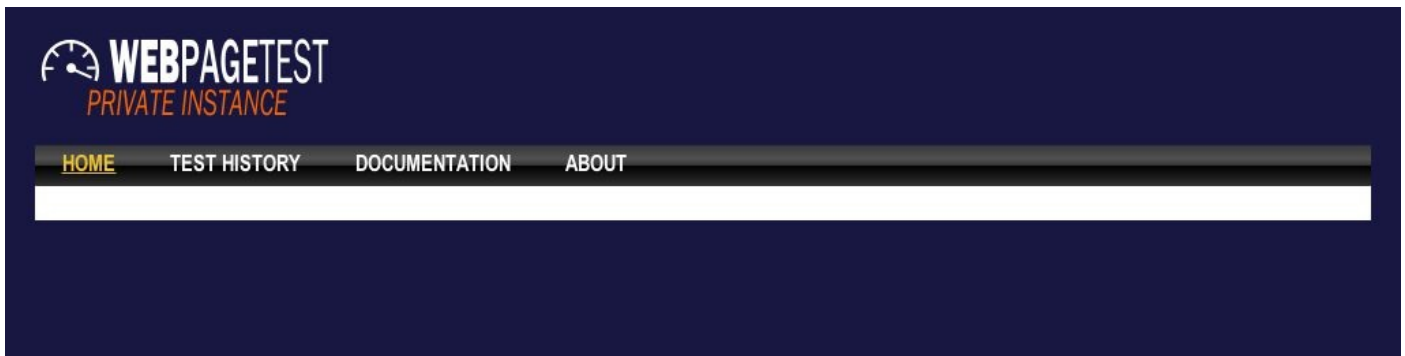 WEBPAGETEST
PRIVATE INSTANCE
HOME TEST HISTORY DOCUMENTATION ABOUT